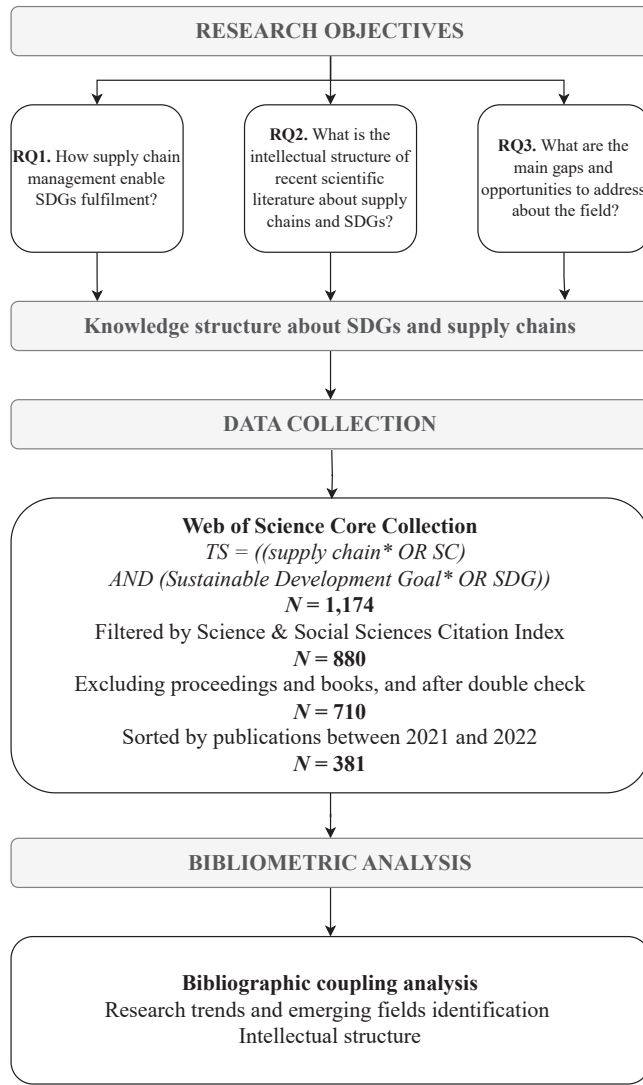 RESEARCH OBJECTIVES
RQ1. How supply chain
management enable
SDGs fulfilment?
RQ2. What is the
intellectual structure of
recent scientific
literature about supply
chains and SDGs?
RQ3. What are the
main gaps and
opportunities to address
about the field?
Knowledge structure about SDGs and supply chains
DATA COLLECTION
Web of Science Core Collection
TS = ((supply chain* OR SC)
AND (Sustainable Development Goal* OR SDG))
N = 1,174
Filtered by Science & Social Sciences Citation Index
N = 880
Excluding proceedings and books, and after double check
N = 710
Sorted by publications between 2021 and 2022
N = 381
BIBLIOMETRIC ANALYSIS
Bibliographic coupling analysis
Research trends and emerging fields identification
Intellectual structure